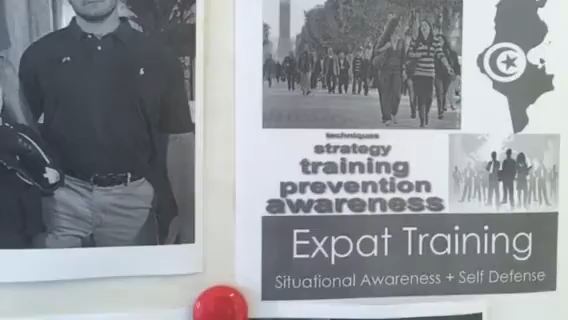 techniques
strategy
training
prevention
awareness
Expat Training
Situational Awareness + Self Defense